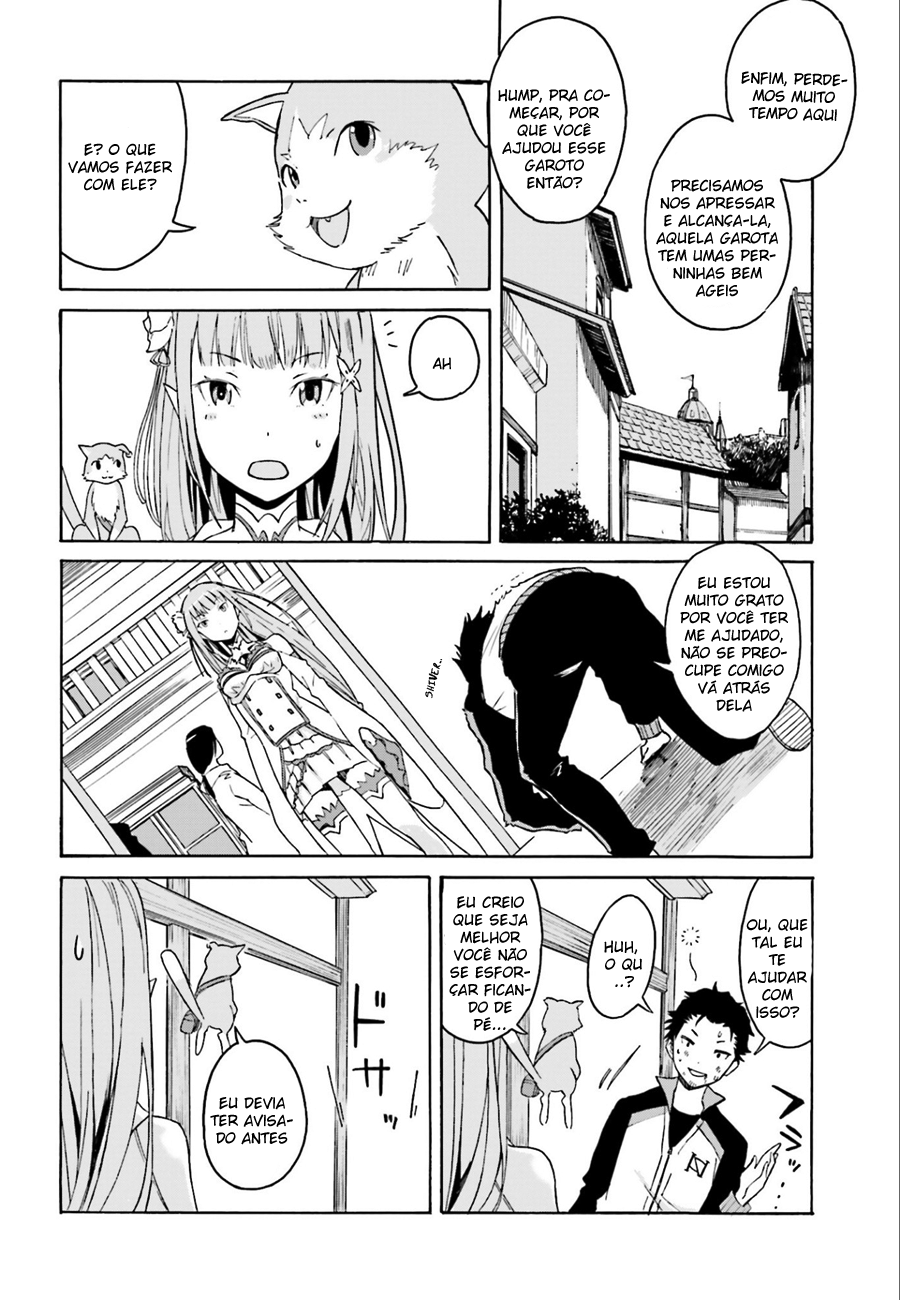 ENFIM, PERDE-
MOS MUITO
TEMPO AQUI
PRECISAMOS
NOS APRESSAR
E ALCANÇA-LA,
AQUELA GAROTA
TEM UMAS PER-
NINHAS BEM
AGEIS
HUMP, PRA CO-
MEÇAR, POR
QUE VOCÊ
AJUDOU ESSE
GAROTO
ENTÃO?
E? O QUE
VAMOS FAZER
COM ELE?
AH
EU ESTOU
MUITO GRATO
POR VOCÊ TER
ME AJUDADO,
NÃO SE PREO-
CUPE COMIGO
VÁ ATRÁS
DELA
SHIVER..
OU, QUE
TAL EU
TE
AJUDAR
COM
ISSO?
HUH,
O QU
..?
EU CREIO
QUE SEJA
MELHOR
VOCÊ NÃO
SE ESFOR-
ÇAR FICAN-
DO DE
PÉ...
ドサッ
EU DEVIA
TER AVISA-
DO ANTES